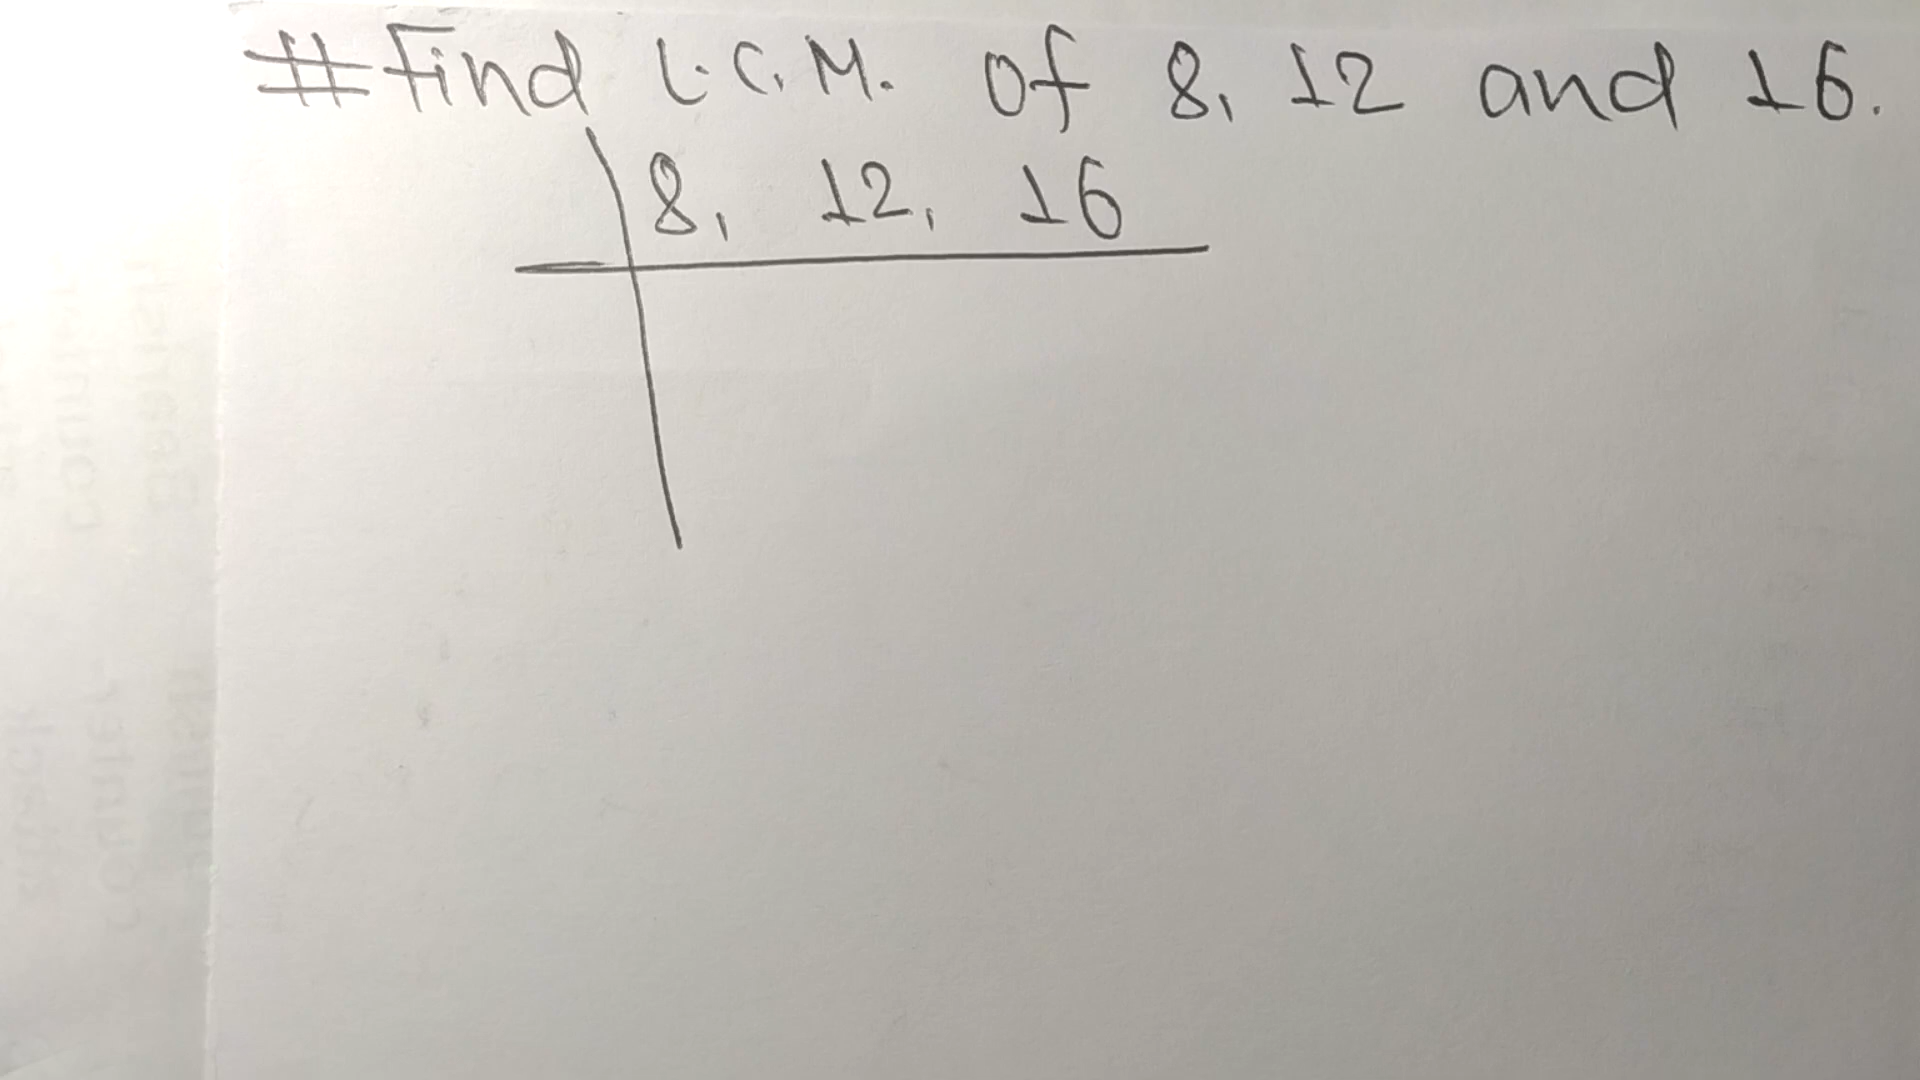 # Find L.C.M. of 8, 12 and 16.
8, 12, 16